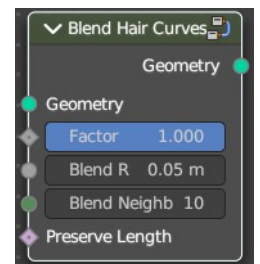 Blend Hair Curves
Geometry
Geometry
Factor 1.000
Blend R 0.05 m
Blend Neighb 10
Preserve Length